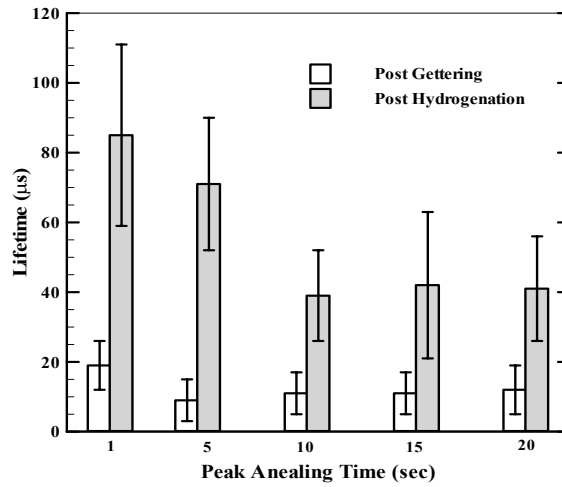 120
100
80
60
40
20
0
Lifetime (μs)
Post Gettering
Post Hydrogenation
1 5 10 15 20
Peak Anealing Time (sec)